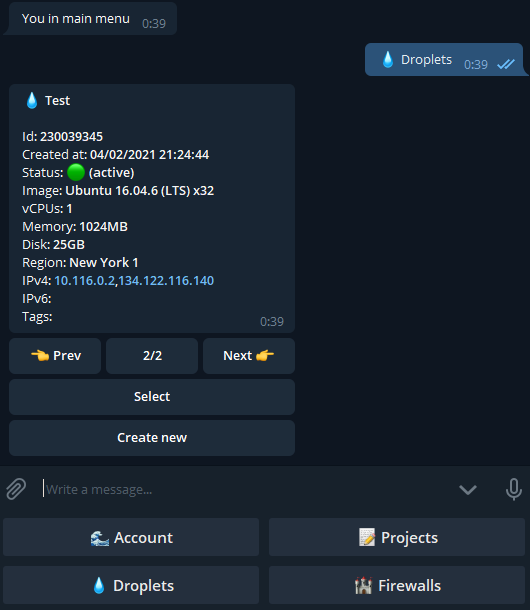 You in main menu 0:39
💧 Droplets 0:39
💧 Test
Id: 230039345
Created at: 04/02/2021 21:24:44
Status: 🟢 (active)
Image: Ubuntu 16.04.6 (LTS) x32
vCPUs: 1
Memory: 1024MB
Disk: 25GB
Region: New York 1
IPv4: 10.116.0.2,134.122.116.140
IPv6:
Tags:
0:39
👈 Prev 2/2 Next 👉
Select
Create new
Write a message...
🌊 Account 📝 Projects
💧 Droplets 🏰 Firewalls